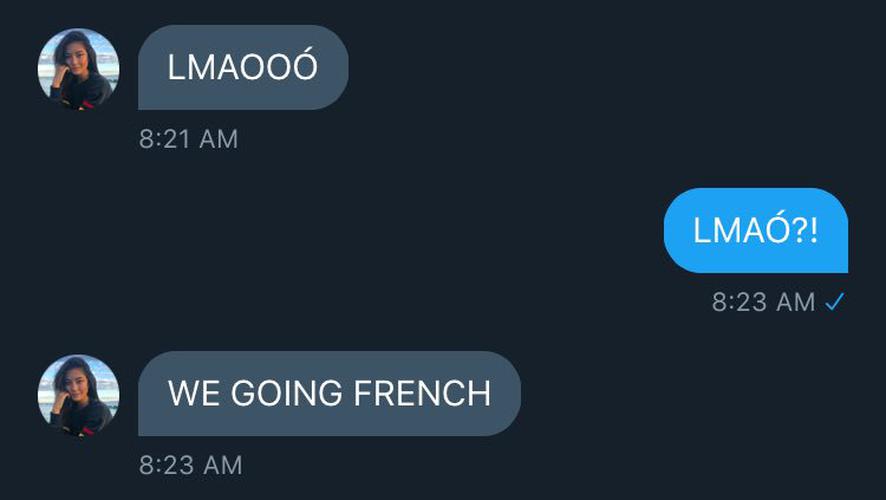 LMAOOÓ
8:21 AM
LMAÓ?!
8:23 AM ✓
WE GOING FRENCH
8:23 AM